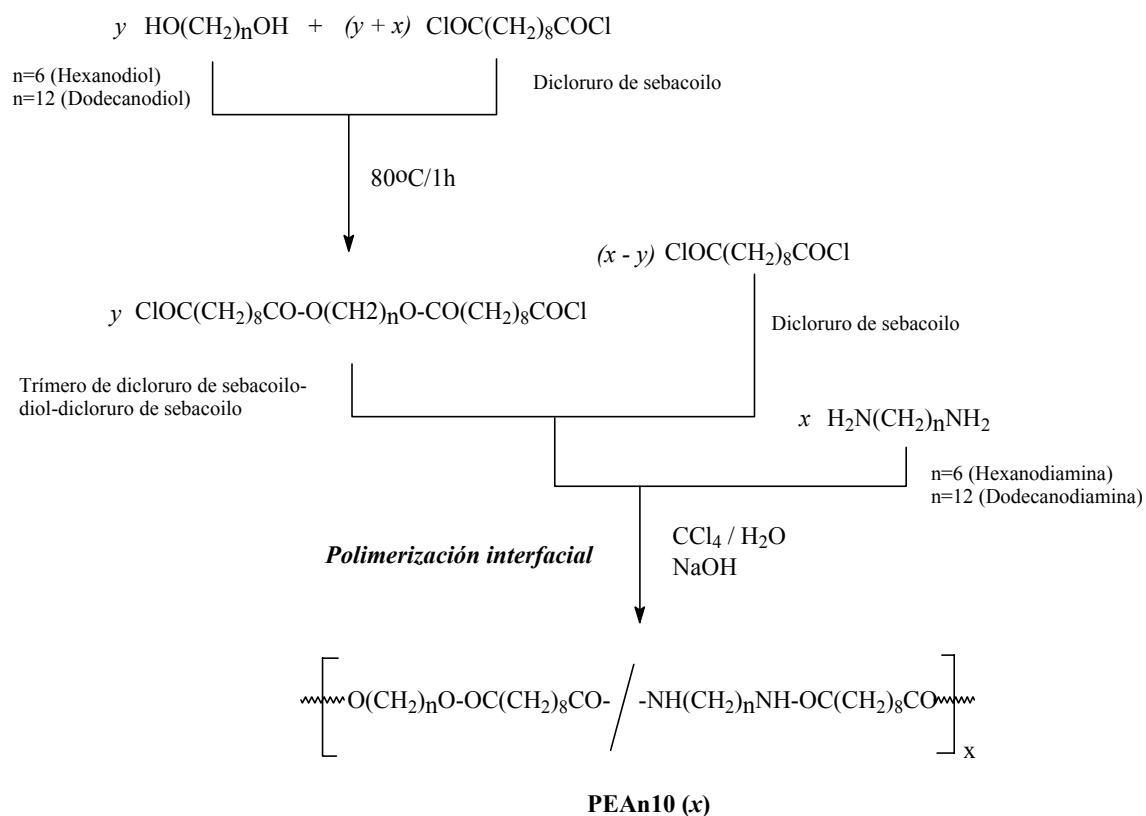 y HO(CH2)nOH + (y + x) ClOC(CH2)8COCl
n=6 (Hexanodiol)
n=12 (Dodecanodiol)
Dicloruro de sebacoilo
80ºC/1h
(x - y) ClOC(CH2)8COCl
y ClOC(CH2)8CO-O(CH2)nO-CO(CH2)8COCl
Dicloruro de sebacoilo
Trímero de dicloruro de sebacoilo-
diol-dicloruro de sebacoilo
x H2N(CH2)nNH2
n=6 (Hexanodiamina)
n=12 (Dodecanodiamina)
Polimerización interfacial
CCl4 / H2O
NaOH
O(CH2)nO-OC(CH2)8CO- / -NH(CH2)nNH-OC(CH2)8CO
x
PEAn10 (x)